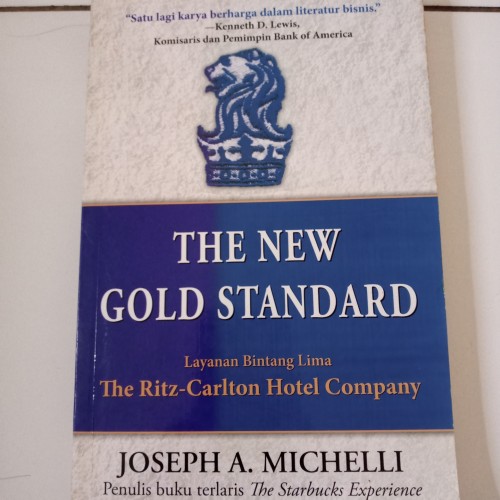 “Satu lagi karya berharga dalam literatur bisnis.”
—Kenneth D. Lewis,
Komisaris dan Pemimpin Bank of America
THE NEW
GOLD STANDARD
Layanan Bintang Lima
The Ritz-Carlton Hotel Company
JOSEPH A. MICHELLI
Penulis buku terlaris The Starbucks Experience